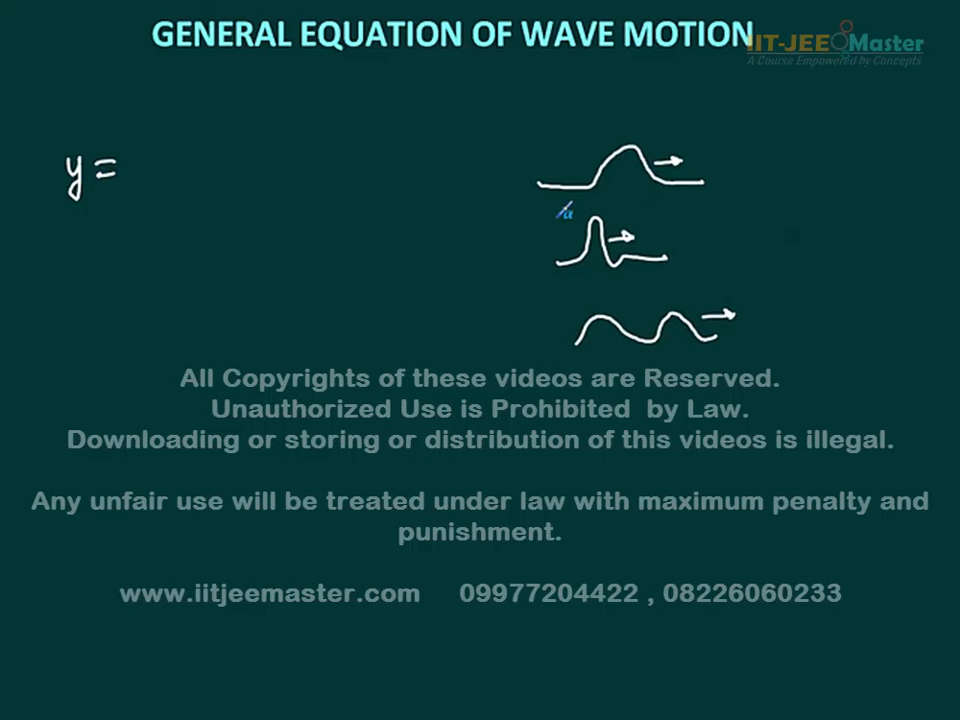 GENERAL EQUATION OF WAVE MOTION
IIT-JEE Master
A Course Empowered by Concepts
y =
All Copyrights of these videos are Reserved.
Unauthorized Use is Prohibited by Law.
Downloading or storing or distribution of this videos is illegal.
Any unfair use will be treated under law with maximum penalty and
punishment.
www.iitjeemaster.com 09977204422 , 08226060233